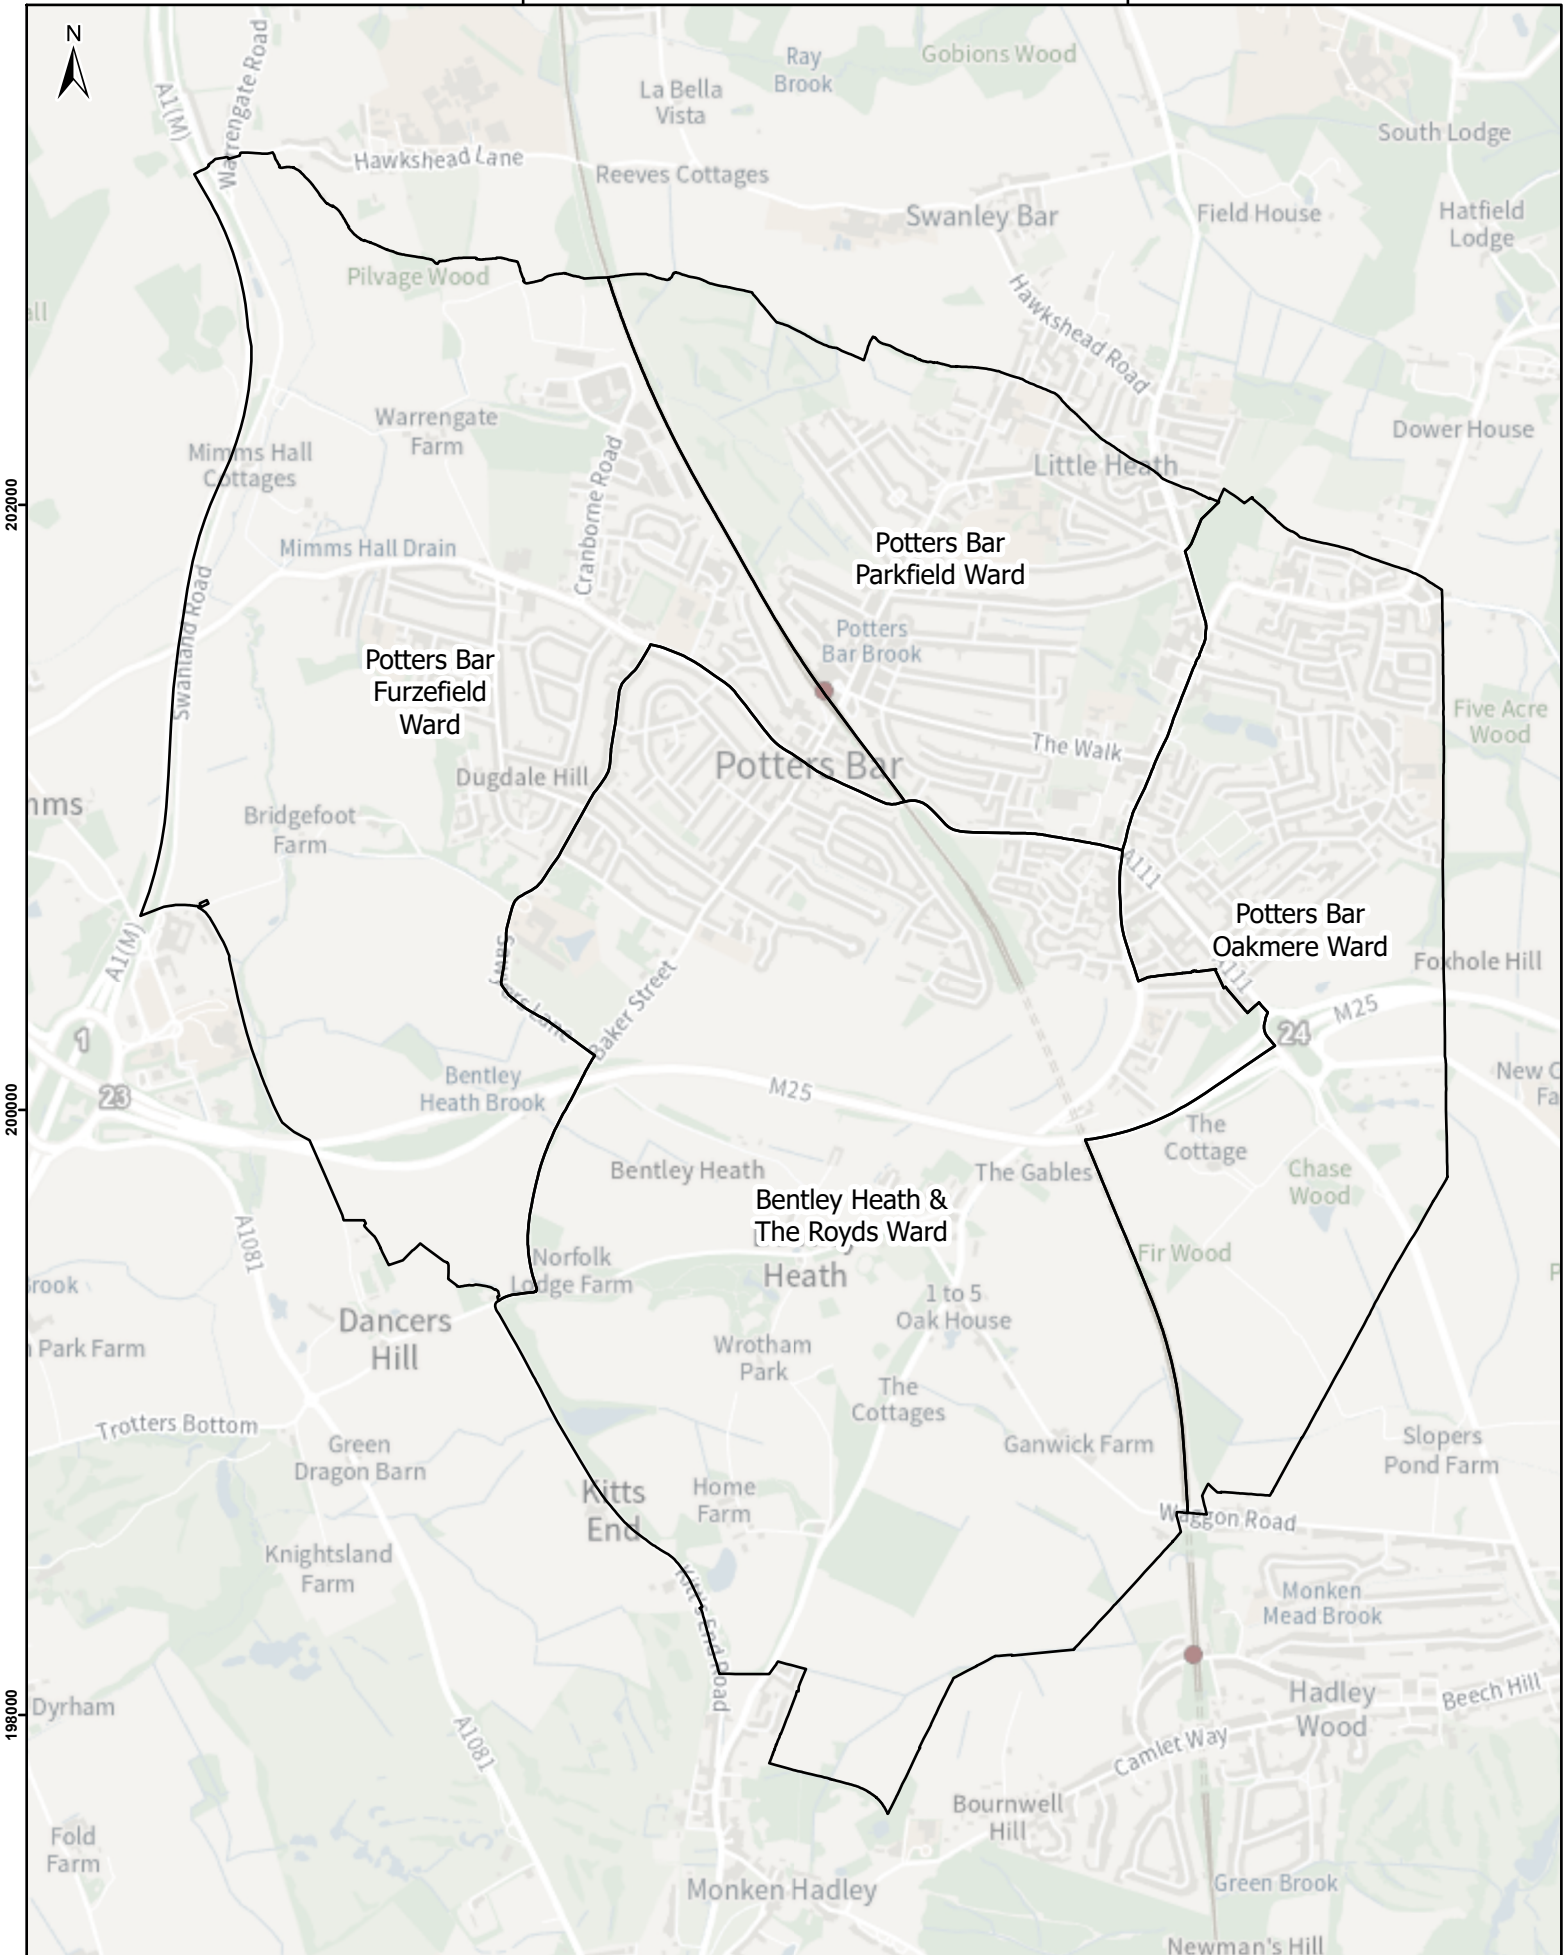 N
A1(M)
Warrengate Road
Ray
Brook
Gobions Wood
La Bella
Vista
South Lodge
Hawkshead Lane
Reeves Cottages
Swanley Bar
Field House
Hatfield
Lodge
Pilvage Wood
Hawkshead Road
Warrengate
Farm
Mimms Hall
Cottages
Dower House
Little Heath
202000
Cranborne Road
Mimms Hall Drain
Potters Bar
Parkfield Ward
Swanland Road
Potters
Bar Brook
Potters Bar
Furzefield
Ward
Five Acre
Wood
The Walk
Potters Bar
Dugdale Hill
Bridgefoot
Farm
A111
Potters Bar
Oakmere Ward
A1(M)
Foxhole Hill
A111
Baker Street
M25
24
1
23
Bentley
Heath Brook
M25
200000
The
Cottage
Bentley Heath
The Gables
Chase
Wood
Bentley Heath &
The Royds Ward
A1081
Norfolk
Lodge Farm
Heath
Fir Wood
1 to 5
Oak House
Dancers
Hill
Park Farm
Wrotham
Park
The
Cottages
Trotters Bottom
Green
Dragon Barn
Ganwick Farm
Slopers
Pond Farm
Kitts
End
Home
Farm
Waggon Road
Knightsland
Farm
Kitt's End Road
Monken
Mead Brook
198000
Dyrham
A1081
Hadley
Wood
Beech Hill
Camlet Way
Bournwell
Hill
Fold
Farm
Monken Hadley
Green Brook
Newman's Hill